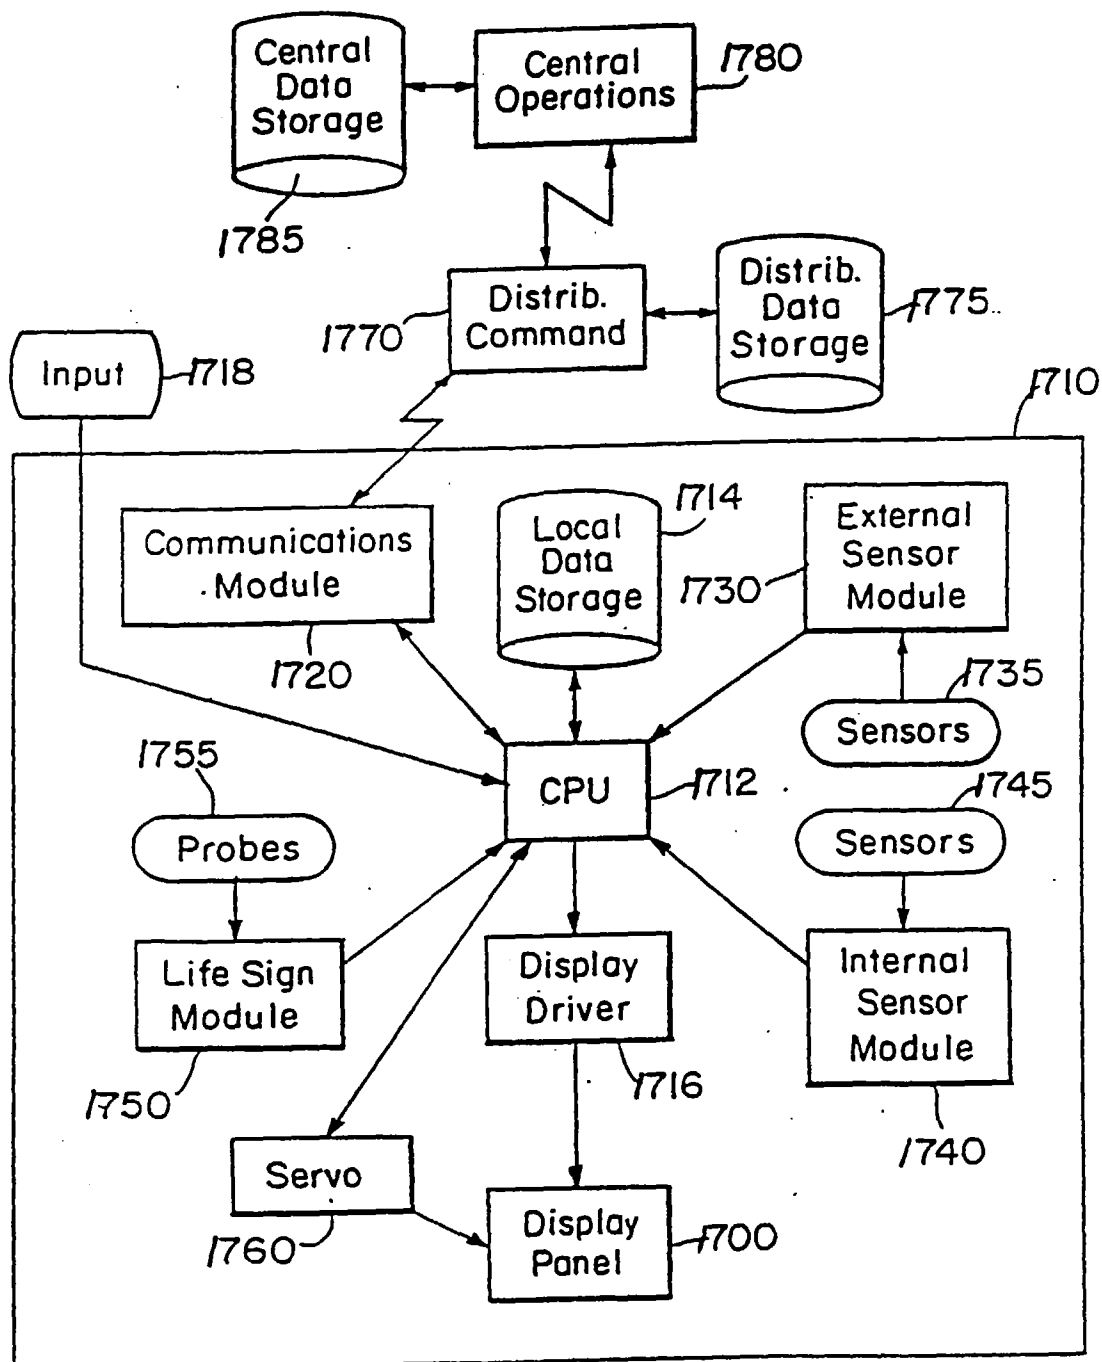 Central
Data
Storage
1785
Central
Operations
1780
Distrib.
Command
1770
Distrib.
Data
Storage
1775
Input
1718
1710
Communications
Module
1720
Local
Data
Storage
1714
External
Sensor
Module
1730
Sensors
1735
Probes
1755
CPU
1712
Sensors
1745
Life Sign
Module
1750
Display
Driver
1716
Internal
Sensor
Module
1740
Servo
1760
Display
Panel
1700